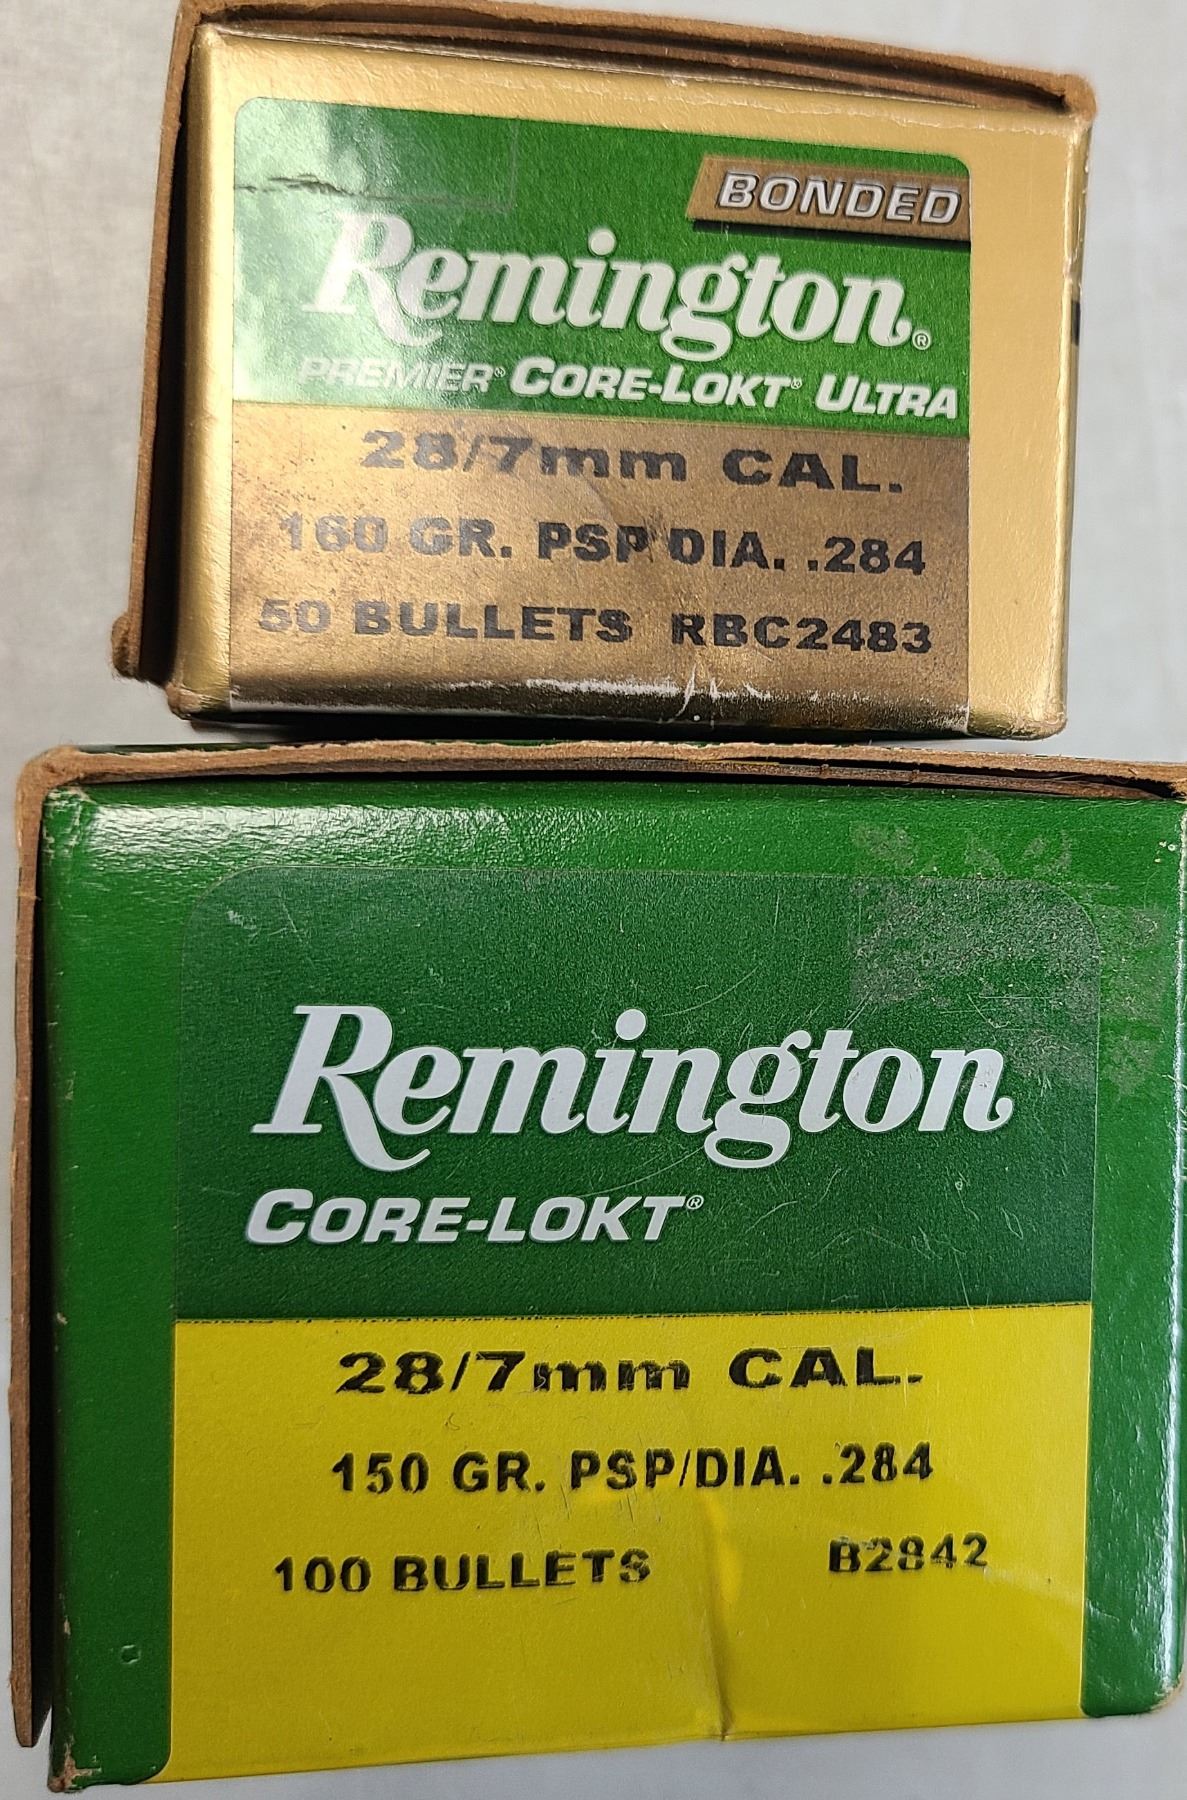 BONDED
Remington®
PREMIER® CORE-LOKT® ULTRA
28/7mm CAL.
160 GR. PSP DIA. .284
50 BULLETS RBC2483
Remington
CORE-LOKT®
28/7mm CAL.
150 GR. PSP/DIA. .284
100 BULLETS B2842